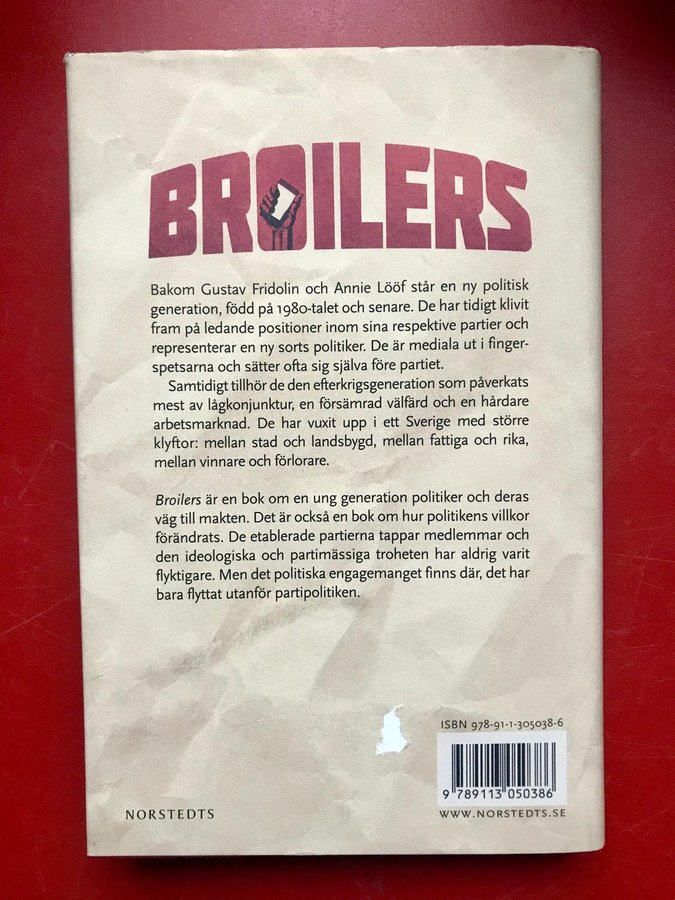 BROILERS
Bakom Gustav Fridolin och Annie Lööf står en ny politisk
generation, född på 1980-talet och senare. De har tidigt klivit
fram på ledande positioner inom sina respektive partier och
representerar en ny sorts politiker. De är mediala ut i finger-
spetsarna och sätter ofta sig själva före partiet.
Samtidigt tillhör de den efterkrigsgeneration som påverkats
mest av lågkonjunktur, en försämrad välfärd och en hårdare
arbetsmarknad. De har vuxit upp i ett Sverige med större
klyftor: mellan stad och landsbygd, mellan fattiga och rika,
mellan vinnare och förlorare.
Broilers är en bok om en ung generation politiker och deras
väg till makten. Det är också en bok om hur politikens villkor
förändrats. De etablerade partierna tappar medlemmar och
den ideologiska och partimässiga troheten har aldrig varit
flyktigare. Men det politiska engagemanget finns där, det har
bara flyttat utanför partipolitiken.
ISBN 978-91-1-305038-6
9 789113 050386
NORSTEDTS
WWW.NORSTEDTS.SE